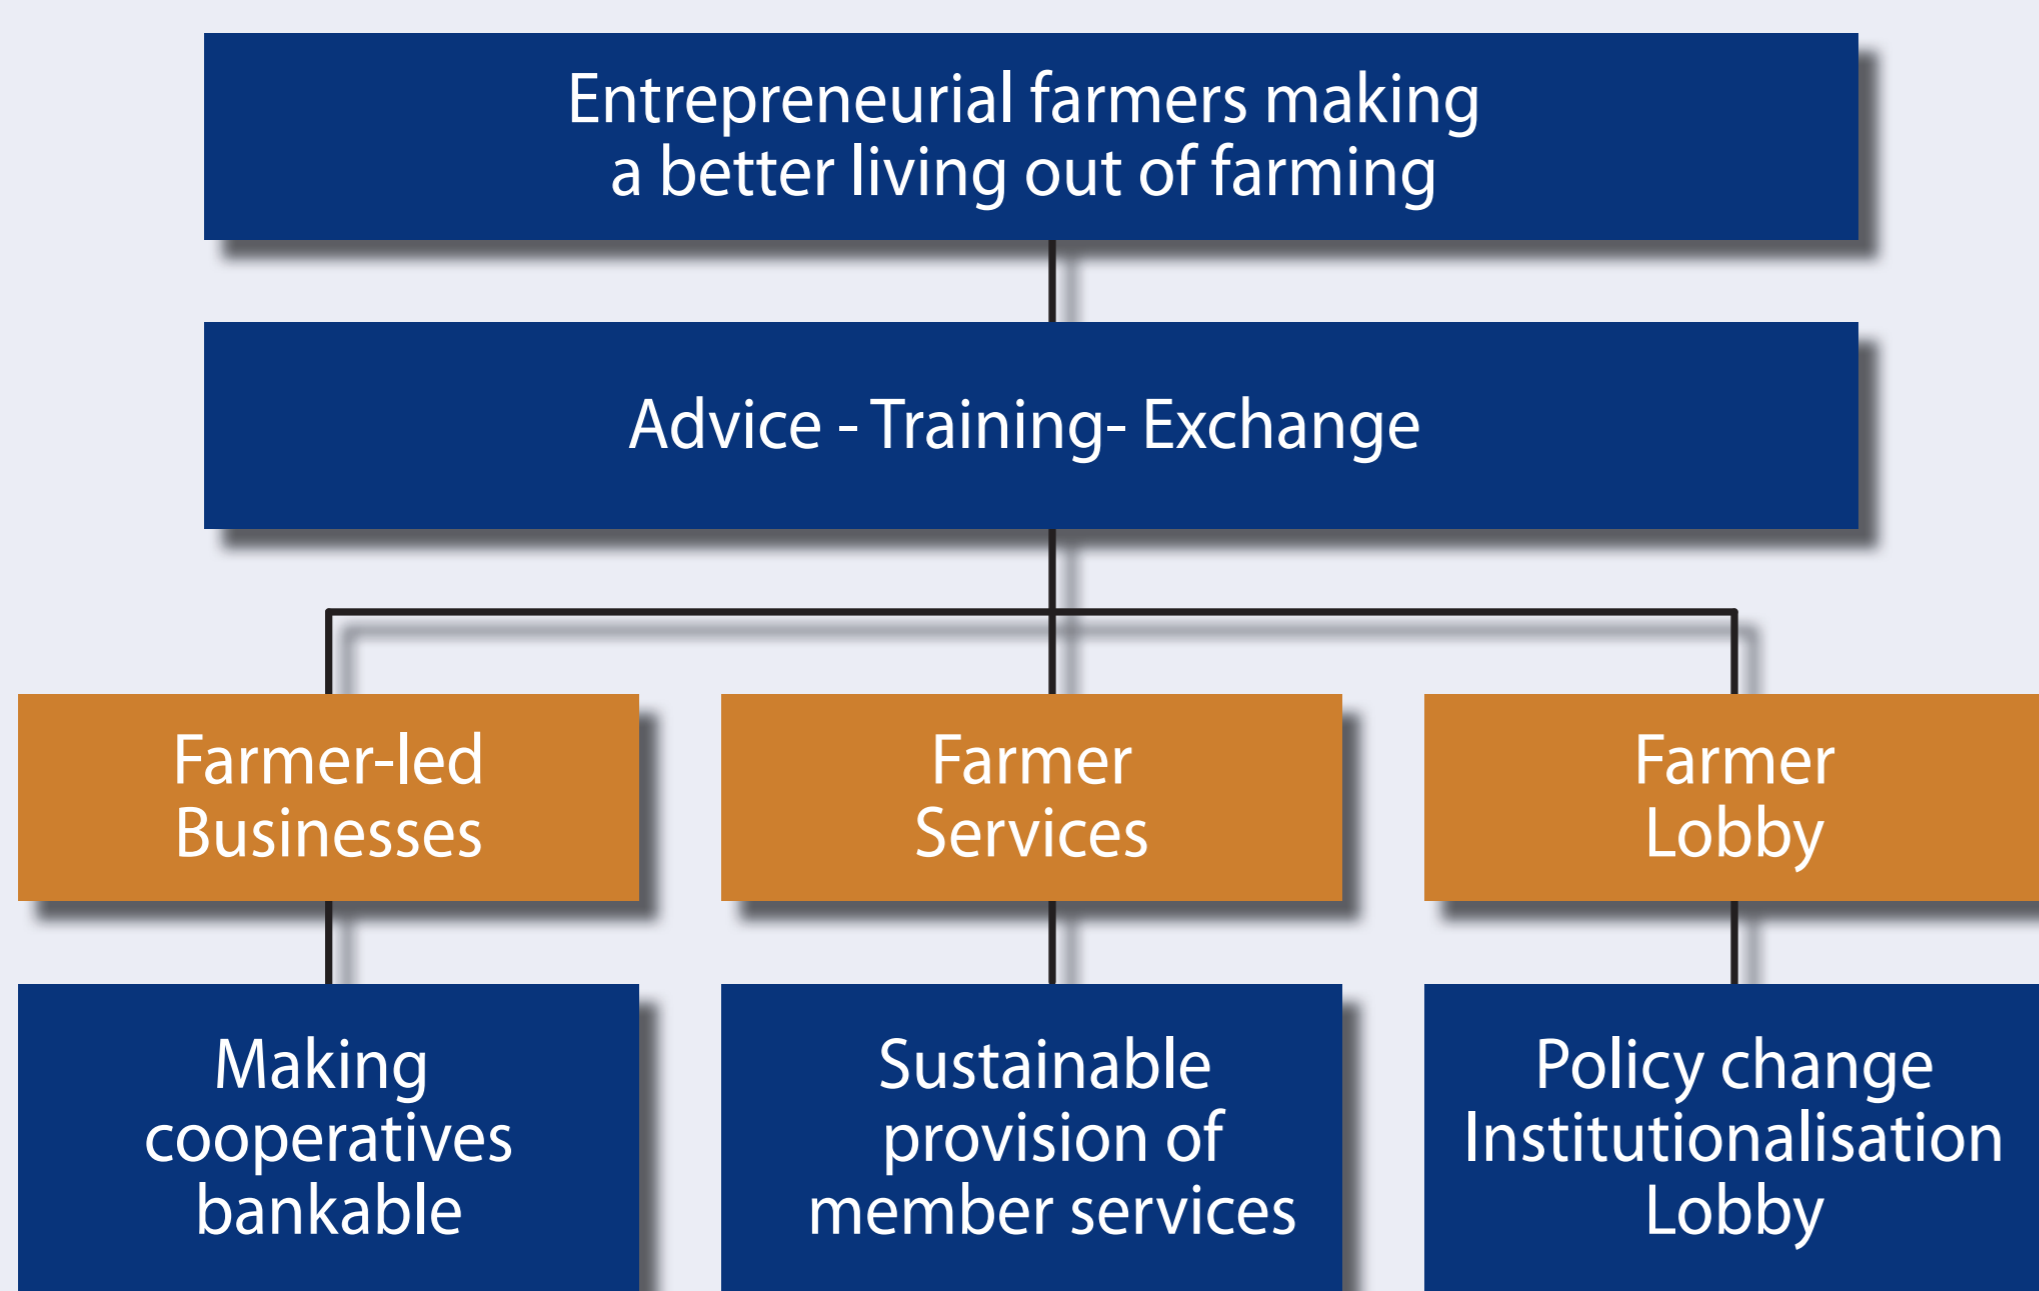 Entrepreneurial farmers making
a better living out of farming
Advice - Training- Exchange
Farmer-led
Businesses
Farmer
Services
Farmer
Lobby
Making
cooperatives
bankable
Sustainable
provision of
member services
Policy change
Institutionalisation
Lobby